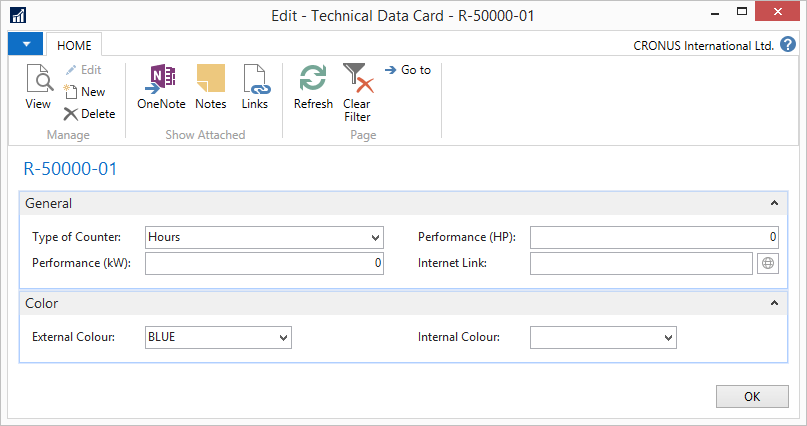 Edit - Technical Data Card - R-50000-01
HOME
CRONUS International Ltd.
View
Edit
New
Delete
Manage
OneNote
Notes
Links
Show Attached
Refresh
Clear
Filter
Go to
Page
R-50000-01
General
Type of Counter: Hours
Performance (HP): 0
Performance (kW): 0
Internet Link:
Color
External Colour: BLUE
Internal Colour:
OK